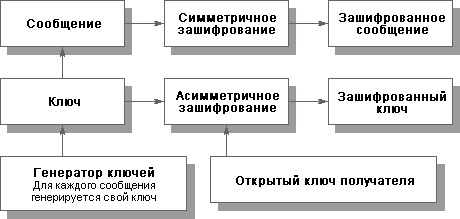 Сообщение
Симметричное
зашифрование
Зашифрованное
сообщение
Ключ
Асимметричное
зашифрование
Зашифрованный
ключ
Генератор ключей
Для каждого сообщения
генерируется свой ключ
Открытый ключ получателя